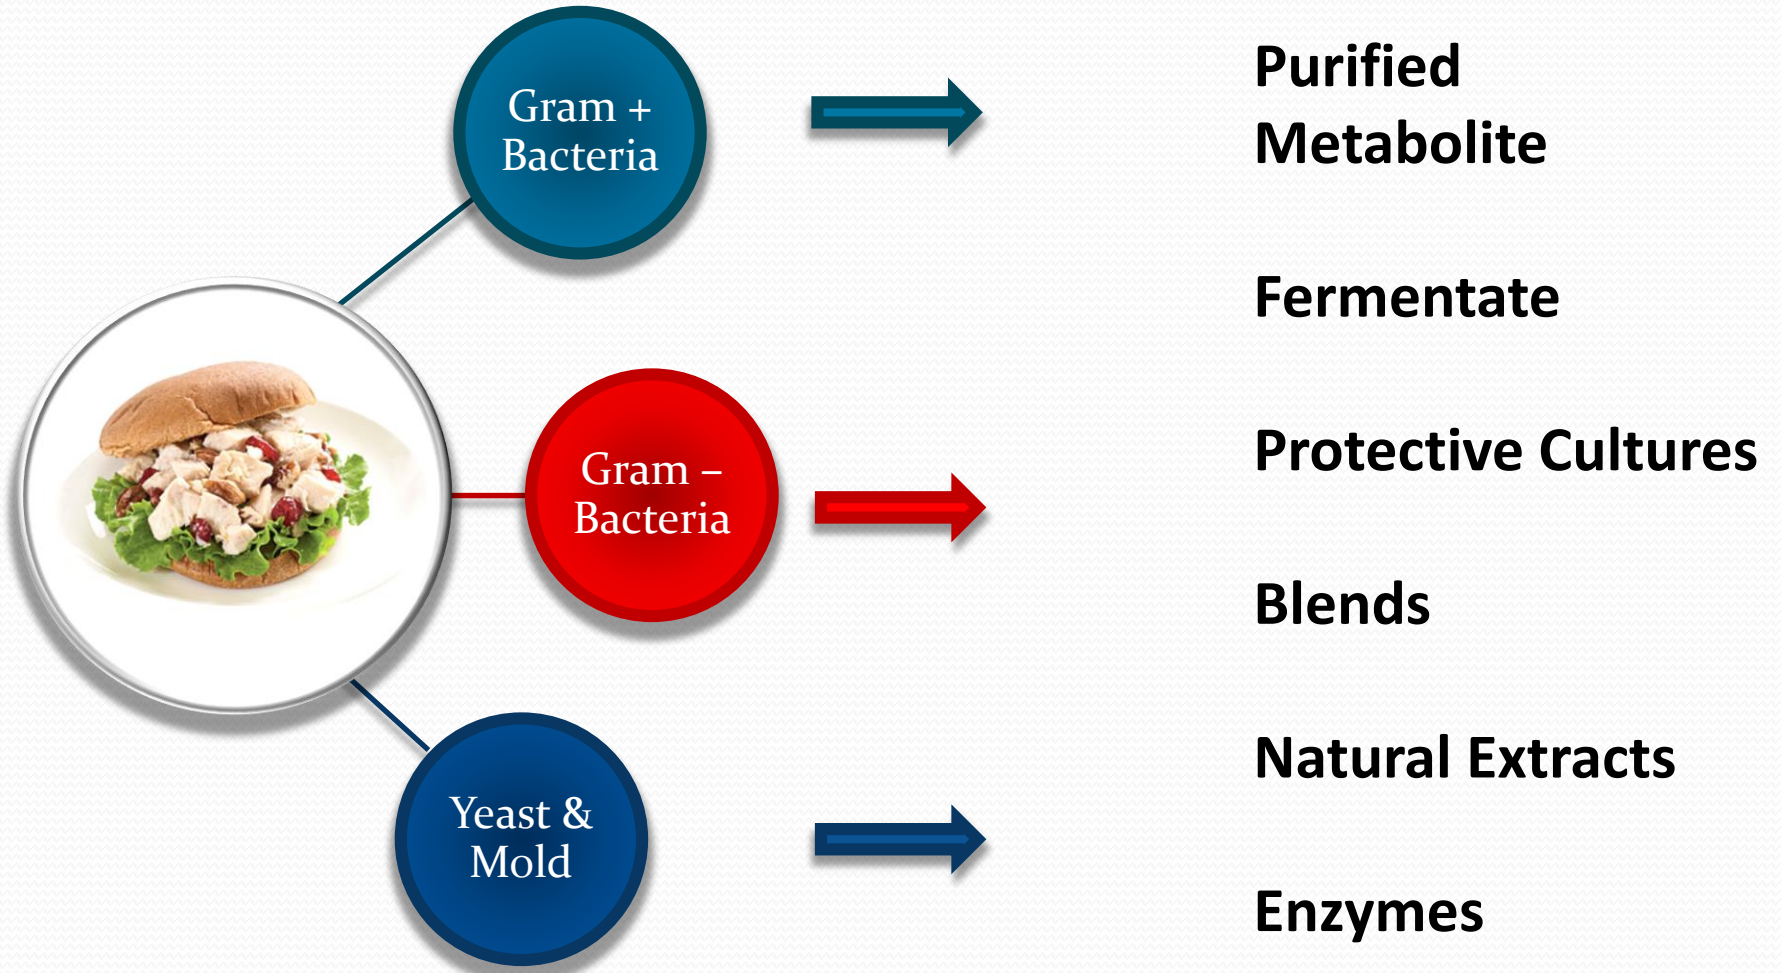 Gram +
Bacteria
Gram –
Bacteria
Yeast &
Mold
Purified
Metabolite
Fermentate
Protective Cultures
Blends
Natural Extracts
Enzymes